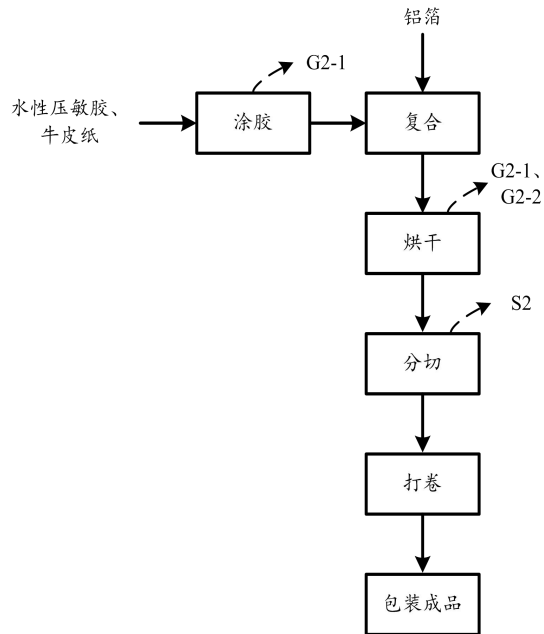 铝箔
G2-1
水性压敏胶、
牛皮纸
涂胶
复合
G2-1、
G2-2
烘干
S2
分切
打卷
包装成品